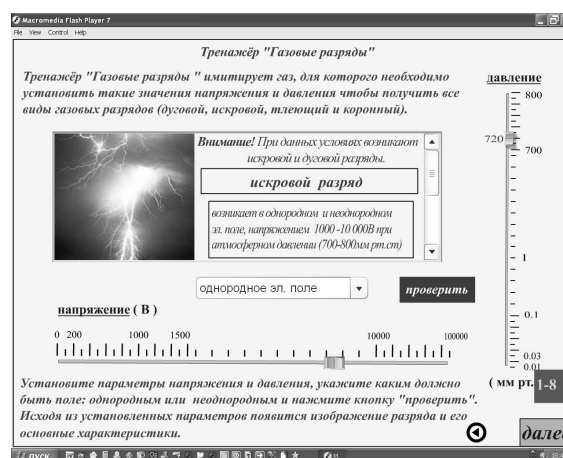 Macromedia Flash Player 7
File View Control Help
Тренажёр "Газовые разряды"
Тренажёр "Газовые разряды " имитирует газ, для которого необходимо
установить такие значения напряжения и давления чтобы получить все
виды газовых разрядов (дуговой, искровой, тлеющий и коронный).
давление
800
720
700
1
0.1
0.03
0.01
( мм рт.
1-8
Внимание! При данных условиях возникают
искровой и дуговой разряды.
искровой разряд
возникает в однородном и неоднородном
эл. поле, напряжением 1000 -10 000В при
атмосферном давлении (700-800мм рт.ст)
однородное эл. поле
проверить
напряжение ( В )
0 200 1000 1500 10000 100000
Установите параметры напряжения и давления, укажите каким должно
быть поле: однородным или неоднородным и нажмите кнопку "проверить".
Исходя из установленных параметров появится изображение разряда и его
основные характеристики.
дале
пуск